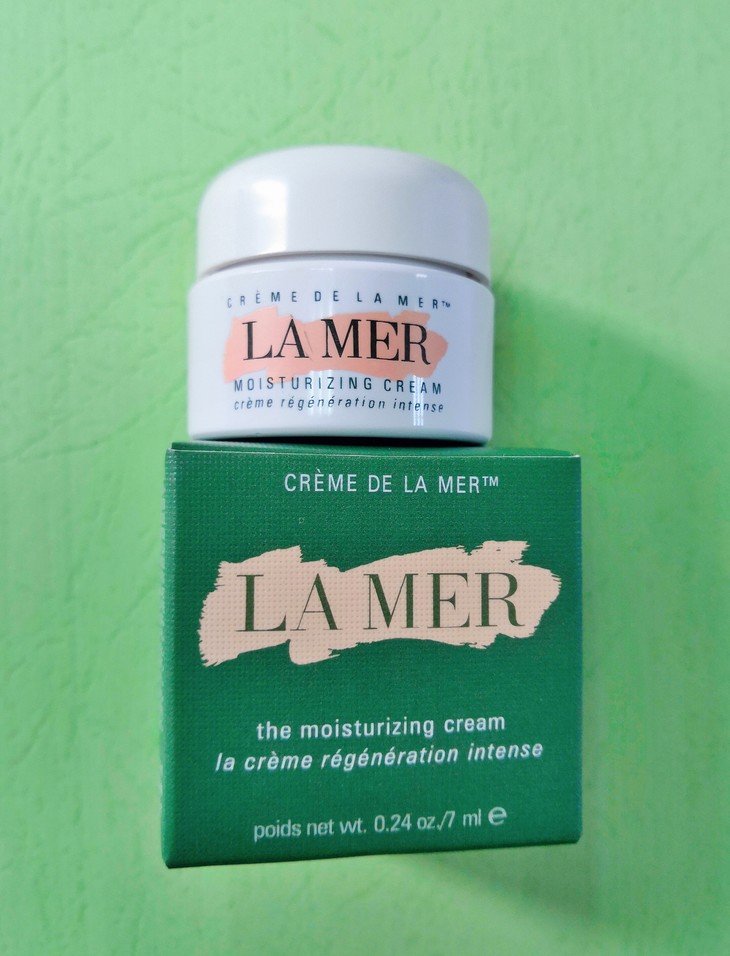 CRÈME DE LA MER™
LA MER
MOISTURIZING CREAM
crème régénération intense
CRÈME DE LA MER™
LA MER
the moisturizing cream
la crème régénération intense
poids net wt. 0.24 oz./7 ml ℮